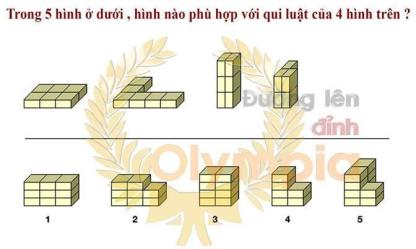 Trong 5 hình ở dưới , hình nào phù hợp với qui luật của 4 hình trên ?
Đường lên
đỉnh
Olympia
1 2 3 4 5